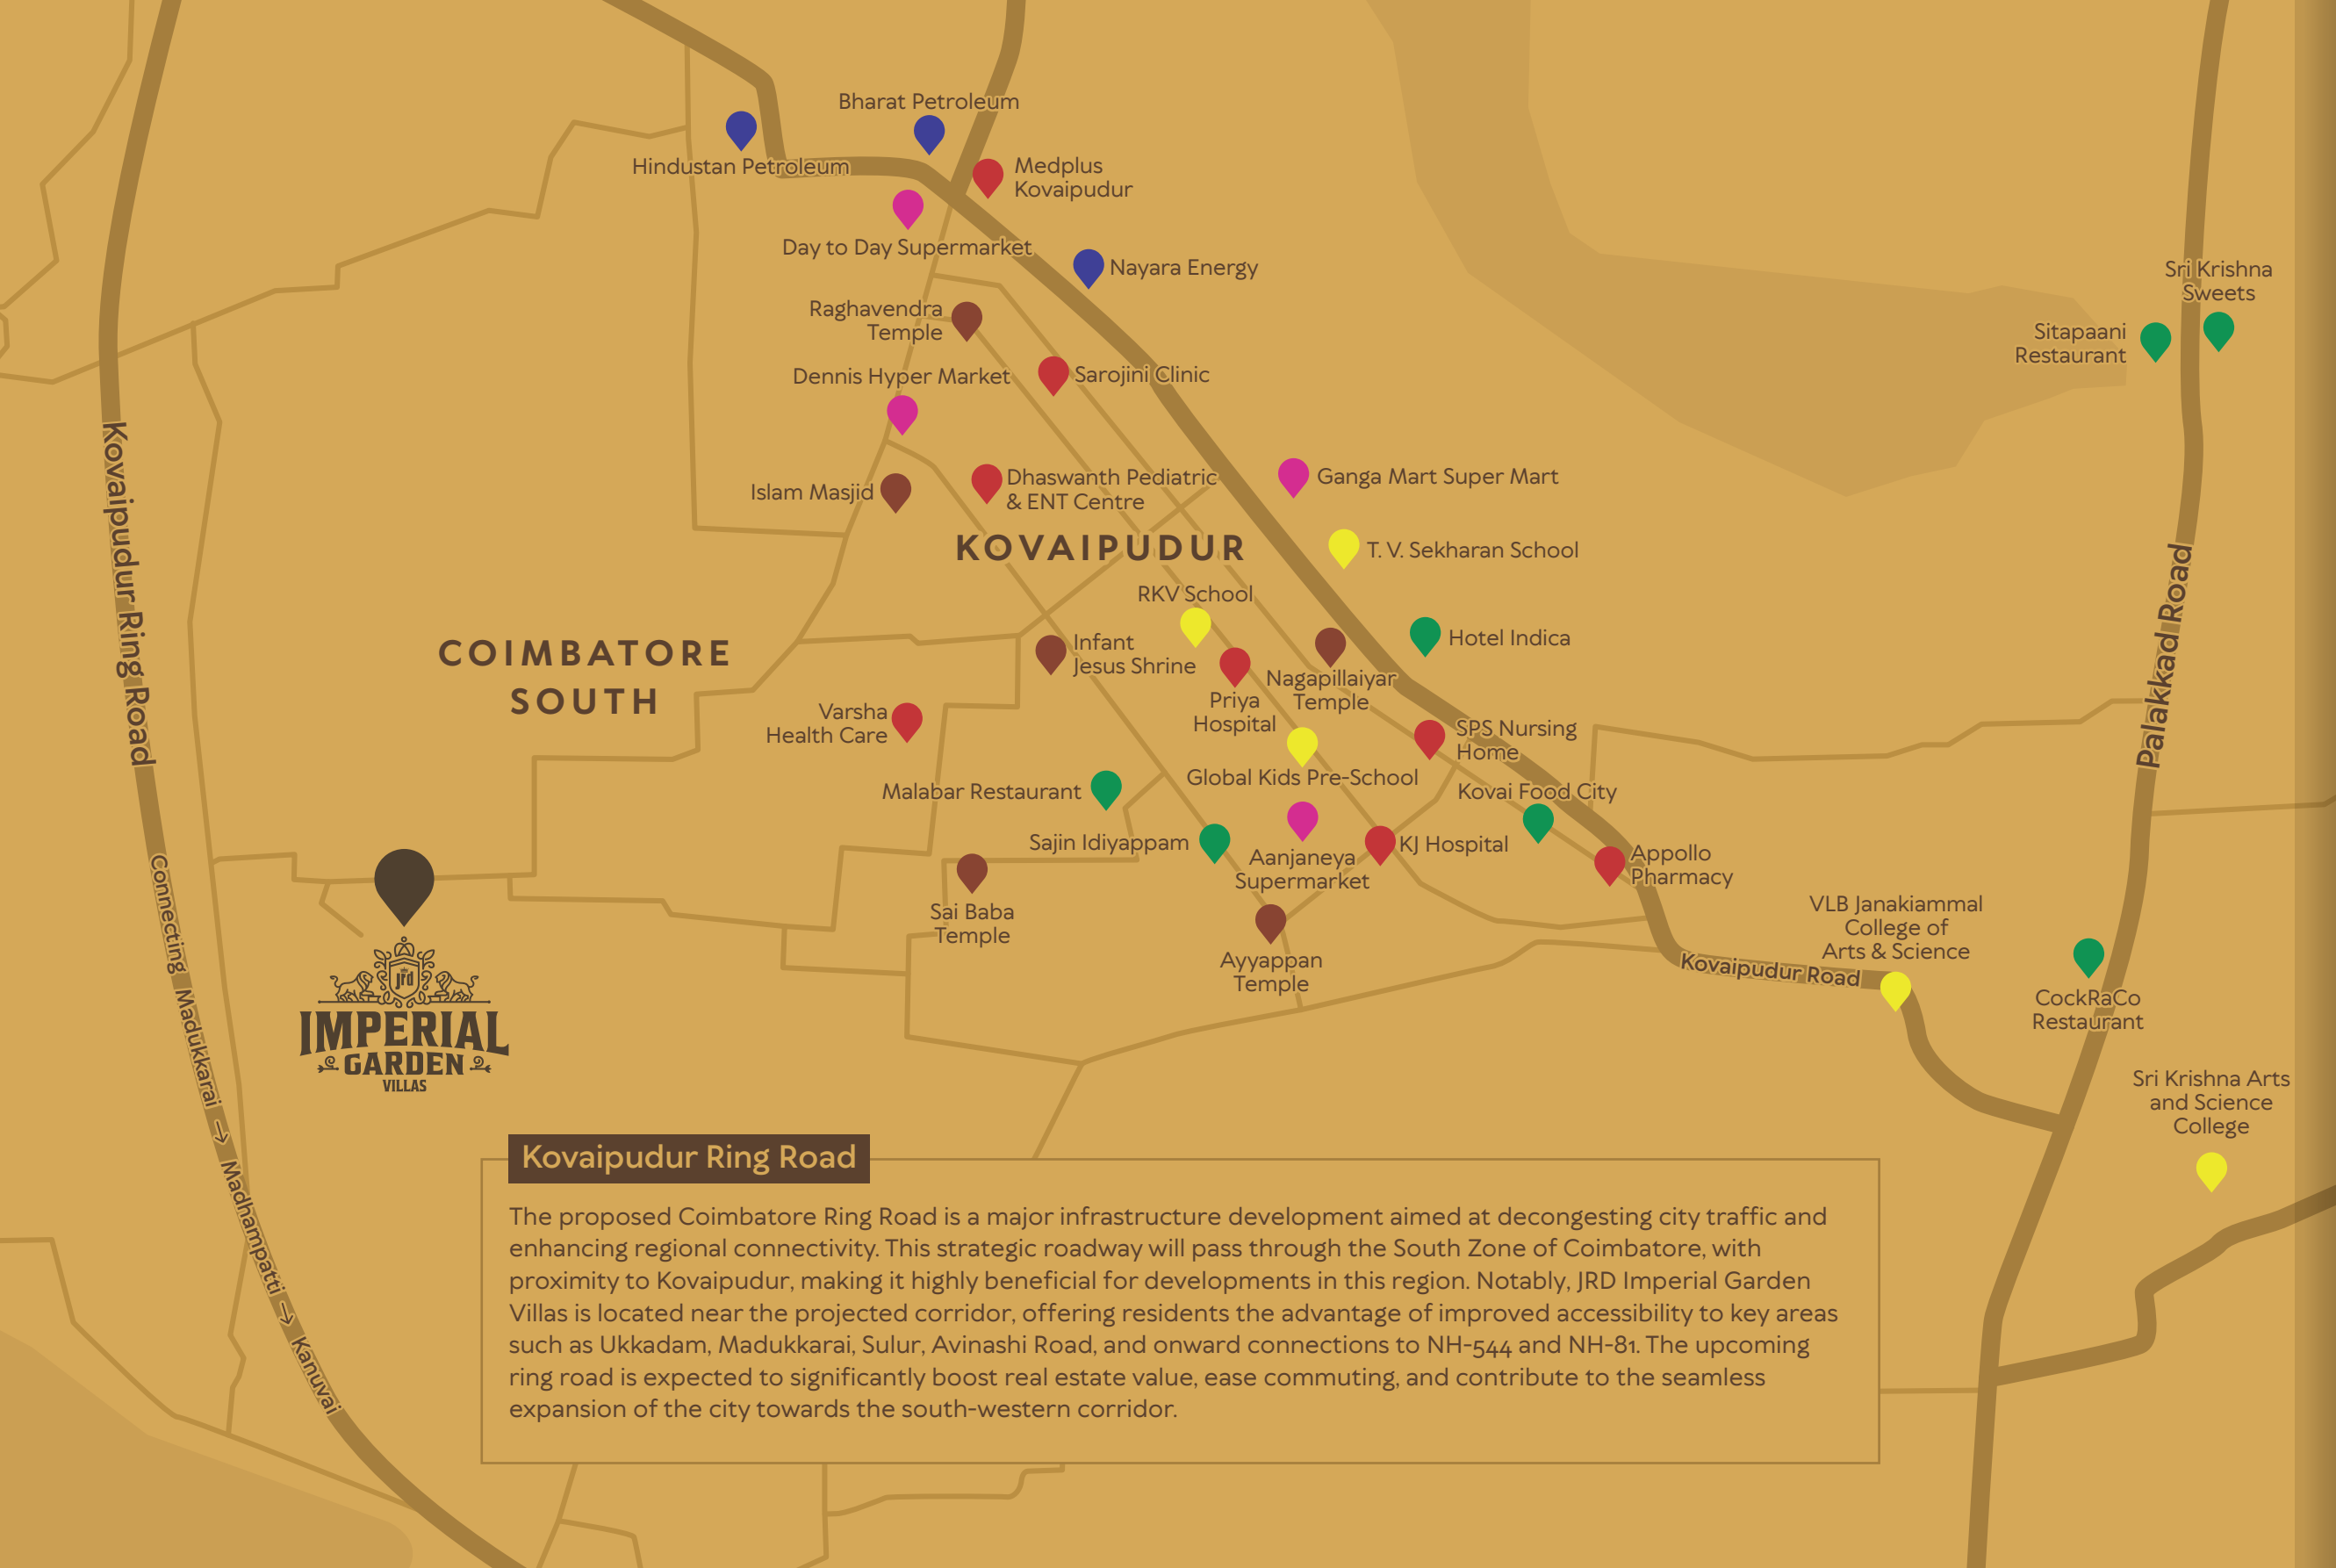 Bharat Petroleum
Hindustan Petroleum
Medplus
Kovaipudur
Day to Day Supermarket
Nayara Energy
Sri Krishna
Sweets
Raghavendra
Temple
Sitapaani
Restaurant
Dennis Hyper Market
Sarojini Clinic
Kovaipudur Ring Road
Islam Masjid
Dhaswanth Pediatric
& ENT Centre
Ganga Mart Super Mart
KOVAIPUDUR
T. V. Sekharan School
Palakkad Road
RKV School
COIMBATORE
SOUTH
Infant
Jesus Shrine
Hotel Indica
Nagapillaiyar
Temple
Priya
Hospital
Varsha
Health Care
SPS Nursing
Home
Global Kids Pre-School
Malabar Restaurant
Kovai Food City
Sajin Idiyappam
Aanjaneya
Supermarket
KJ Hospital
Appollo
Pharmacy
Connecting Madukkarai → Madhampatti → Kanuvai
Sai Baba
Temple
VLB Janakiammal
College of
Arts & Science
Ayyappan
Temple
Kovaipudur Road
CockRaCo
Restaurant
jrd
IMPERIAL
GARDEN
VILLAS
Sri Krishna Arts
and Science
College
Kovaipudur Ring Road
The proposed Coimbatore Ring Road is a major infrastructure development aimed at decongesting city traffic and
enhancing regional connectivity. This strategic roadway will pass through the South Zone of Coimbatore, with
proximity to Kovaipudur, making it highly beneficial for developments in this region. Notably, JRD Imperial Garden
Villas is located near the projected corridor, offering residents the advantage of improved accessibility to key areas
such as Ukkadam, Madukkarai, Sulur, Avinashi Road, and onward connections to NH-544 and NH-81. The upcoming
ring road is expected to significantly boost real estate value, ease commuting, and contribute to the seamless
expansion of the city towards the south-western corridor.